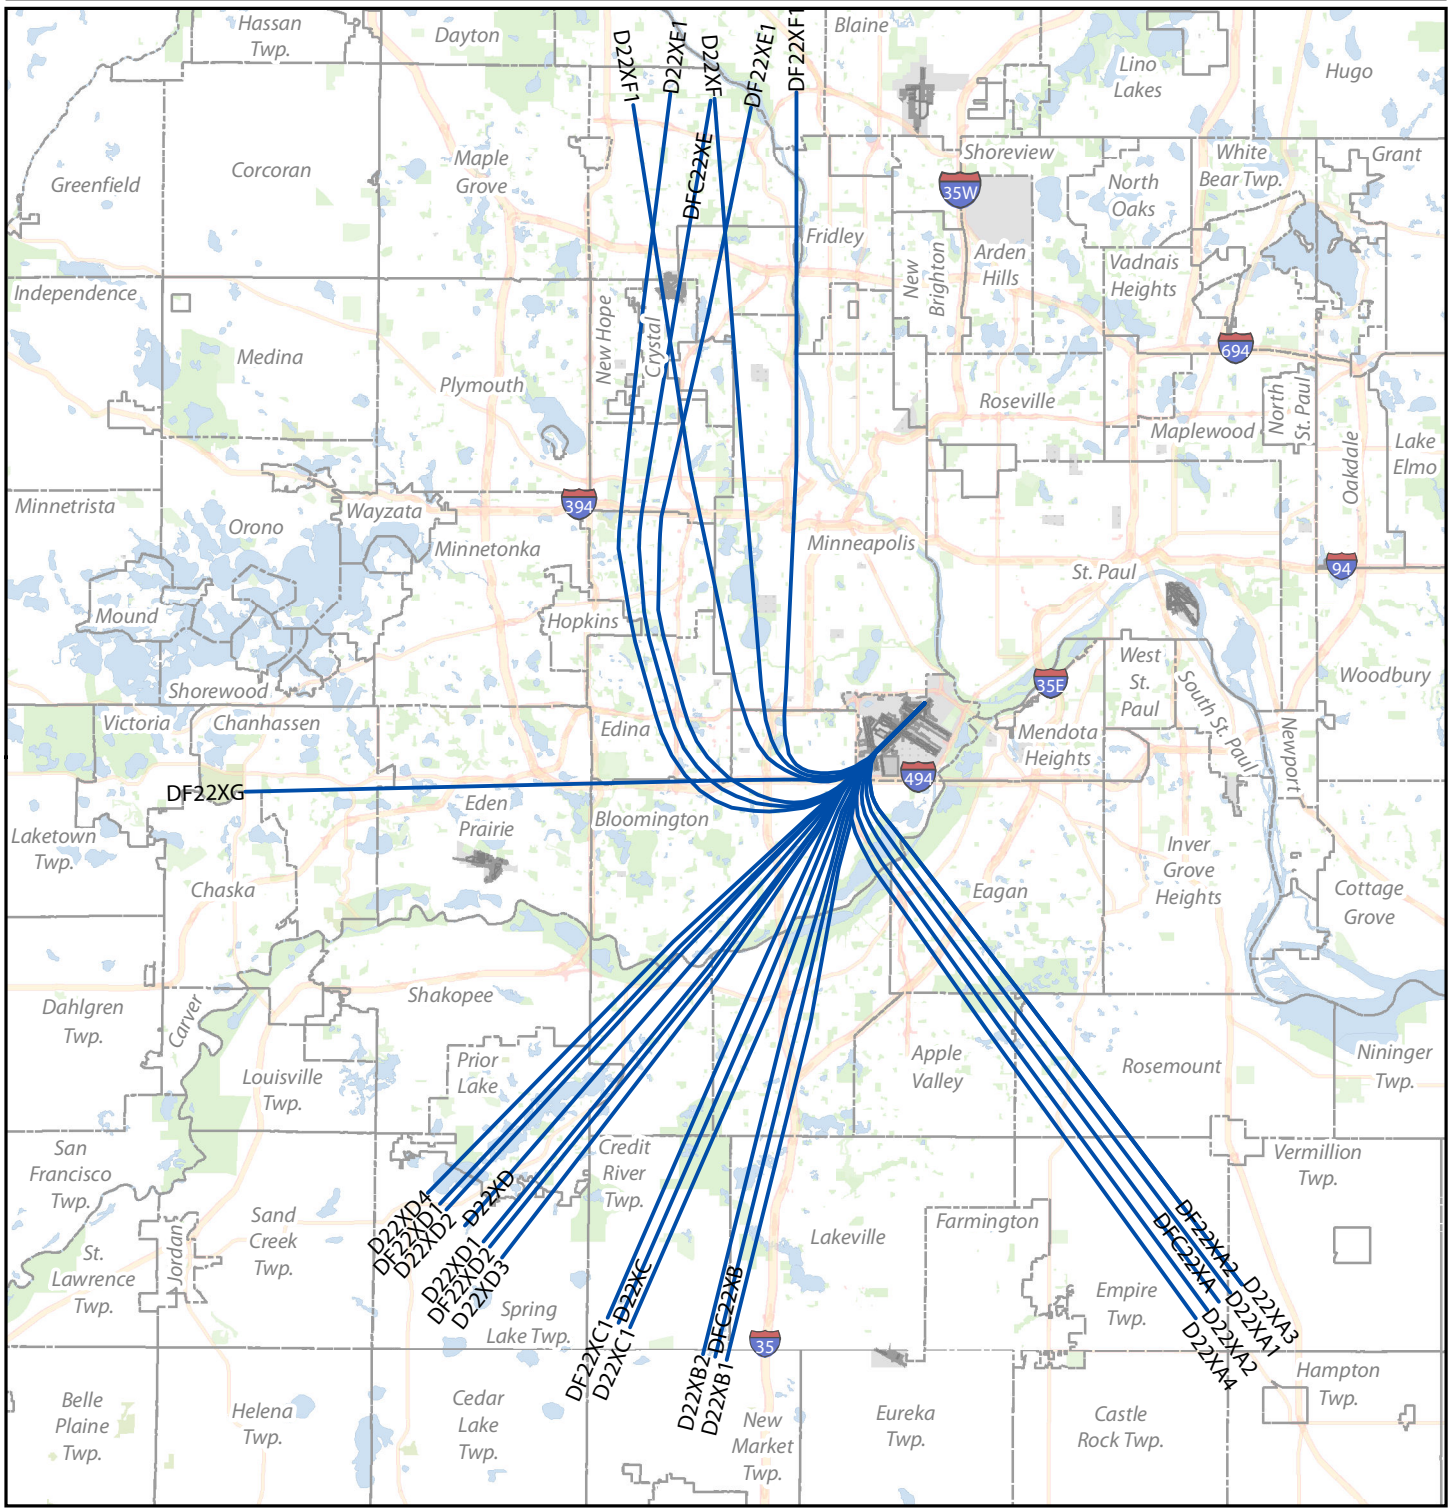 Hassan
Twp.
Dayton
D22XF1
D22XE1
D22XF
DF22XE1
DF22XF1
Blaine
Lino
Lakes
Hugo
Greenfield
Corcoran
Maple
Grove
DFC22XE
Fridley
Shoreview
35W
New
Brighton
Arden
Hills
North
Oaks
White
Bear Twp.
Grant
Vadnais
Heights
Independence
Medina
Plymouth
New Hope
Crystal
694
Roseville
Maplewood
North
St. Paul
Oakdale
Lake
Elmo
Minnetrista
Orono
Wayzata
394
Minnetonka
Minneapolis
St. Paul
94
Mound
Hopkins
Shorewood
35E
West
St.
Paul
South St. Paul
Woodbury
Victoria
Chanhassen
Edina
Mendota
Heights
Newport
494
DF22XG
Eden
Prairie
Bloomington
Laketown
Twp.
Chaska
Eagan
Inver
Grove
Heights
Cottage
Grove
Dahlgren
Twp.
Carver
Shakopee
Louisville
Twp.
Prior
Lake
Apple
Valley
Rosemount
Nininger
Twp.
San
Francisco
Twp.
Credit
River
Twp.
Vermillion
Twp.
St.
Lawrence
Twp.
Jordan
Sand
Creek
Twp.
D22XD4
DF22XD1
D22XD2
D22XD
D22XD1
DF22XD2
D22XD3
Spring
Lake Twp.
DF22XC1
D22XC
D22XC1
D22XB2
DFC22XB
D22XB1
35
Lakeville
Farmington
Empire
Twp.
DF22XA2
DFC22XA
D22XA3
D22XA1
D22XA2
D22XA4
Hampton
Twp.
Belle
Plaine
Twp.
Helena
Twp.
Cedar
Lake
Twp.
New
Market
Twp.
Eureka
Twp.
Castle
Rock Twp.